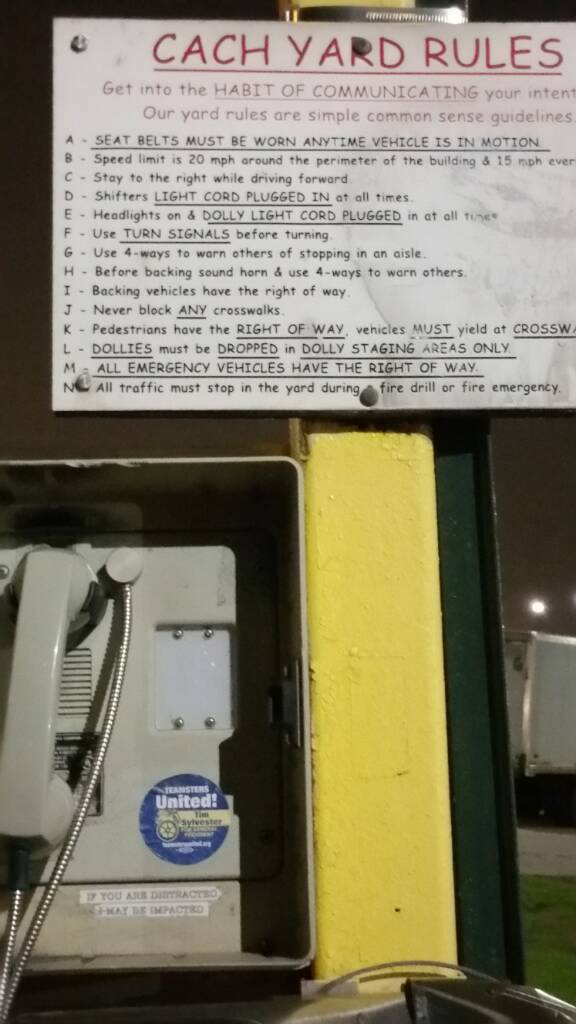 CACH YARD RULES
Get into the HABIT OF COMMUNICATING your intent
Our yard rules are simple common sense guidelines.
A - SEAT BELTS MUST BE WORN ANYTIME VEHICLE IS IN MOTION.
B - Speed limit is 20 mph around the perimeter of the building & 15 mph ever
C - Stay to the right while driving forward.
D - Shifters LIGHT CORD PLUGGED IN at all times.
E - Headlights on & DOLLY LIGHT CORD PLUGGED in at all times
F - Use TURN SIGNALS before turning.
G - Use 4-ways to warn others of stopping in an aisle.
H - Before backing sound horn & use 4-ways to warn others.
I - Backing vehicles have the right of way.
J - Never block ANY crosswalks.
K - Pedestrians have the RIGHT OF WAY, vehicles MUST yield at CROSSWA
L - DOLLIES must be DROPPED in DOLLY STAGING AREAS ONLY.
M - ALL EMERGENCY VEHICLES HAVE THE RIGHT OF WAY.
N All traffic must stop in the yard during fire drill or fire emergency.
TEAMSTERS
United!
Tim
Sylvester
FOR GENERAL
PRESIDENT
teamstersunited.org
IF YOU ARE DISTRACTED
I MAY BE IMPACTED